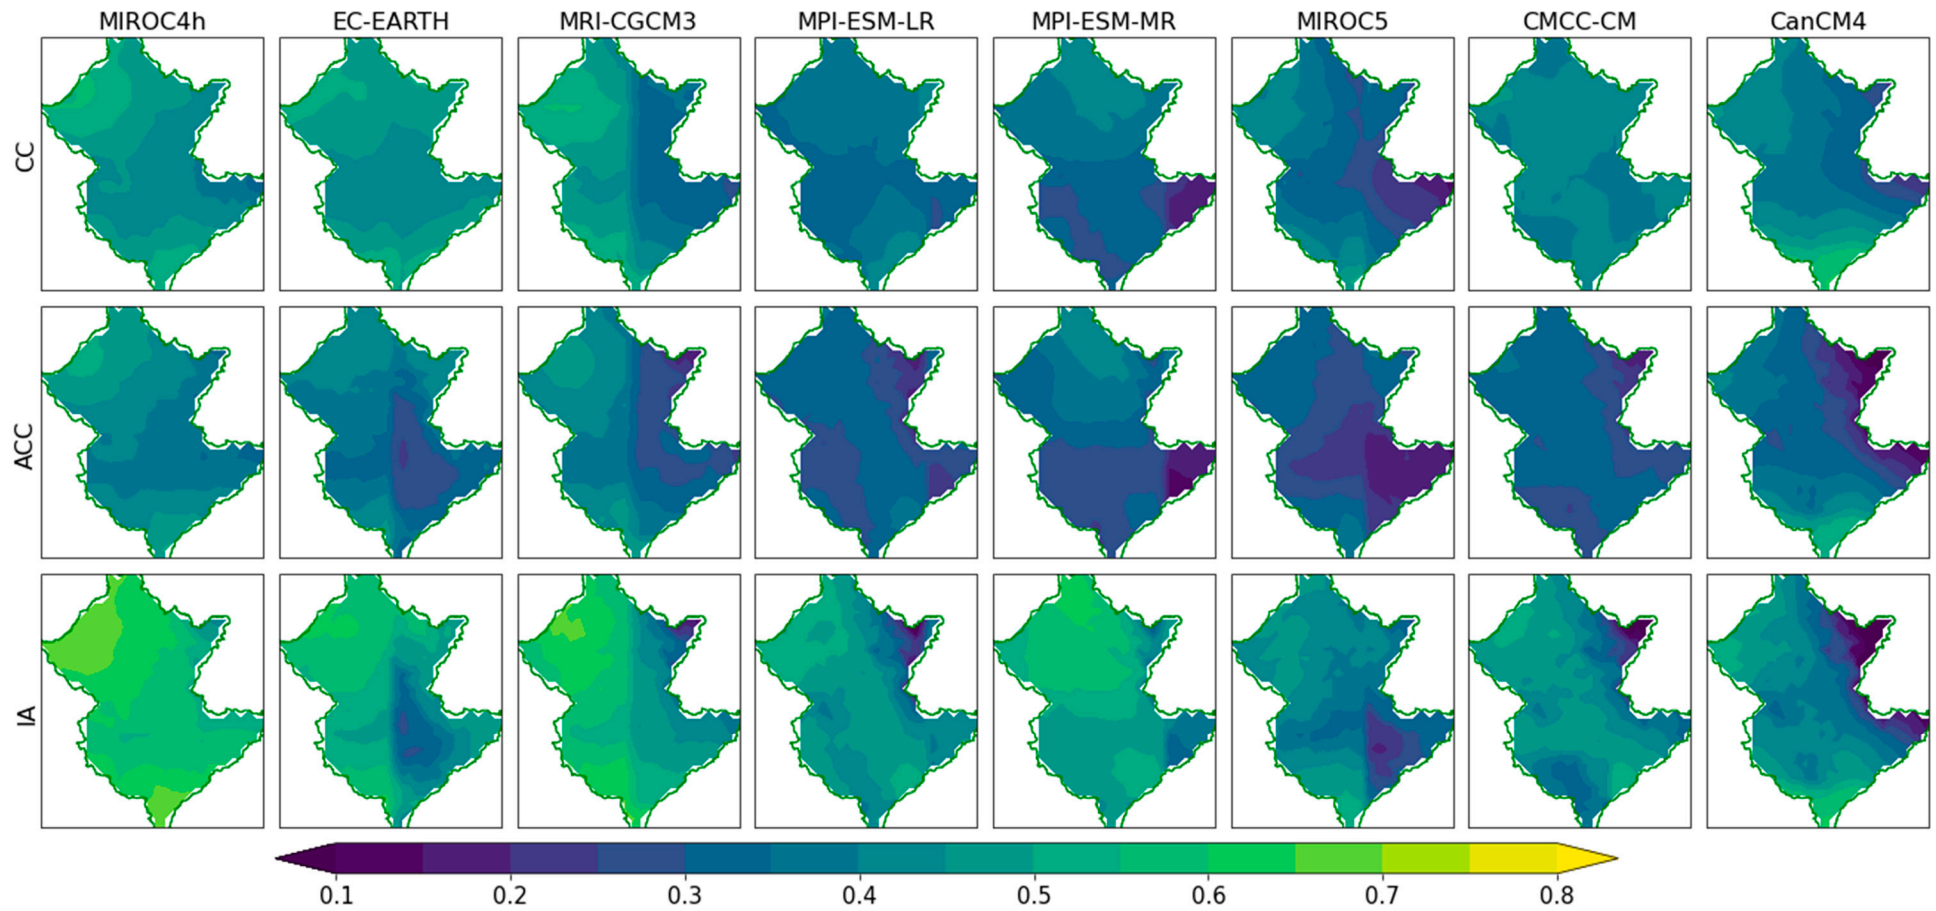 MIROC4h EC-EARTH MRI-CGCM3 MPI-ESM-LR MPI-ESM-MR MIROC5 CMCC-CM CanCM4
CC
ACC
IA
0.1 0.2 0.3 0.4 0.5 0.6 0.7 0.8